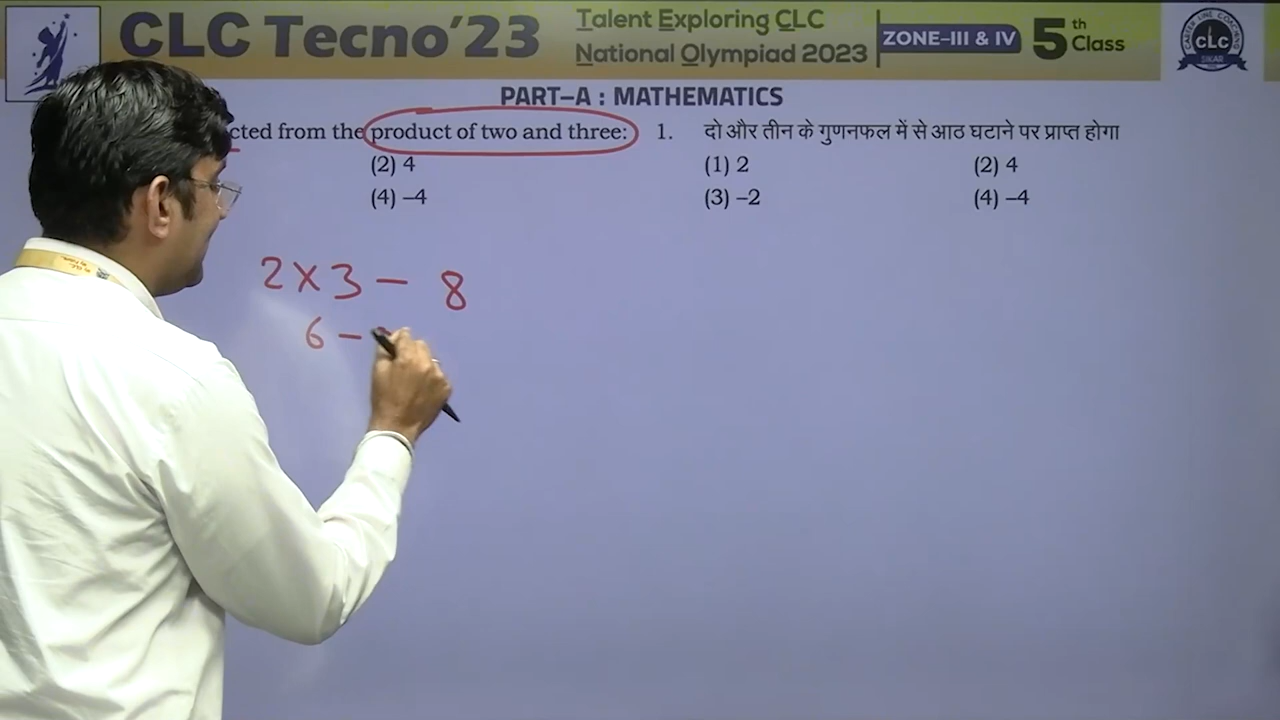 CLC Tecno’23
Talent Exploring CLC
National Olympiad 2023
ZONE–III & IV
5th Class
CLC
SIKAR
PART–A : MATHEMATICS
cted from the product of two and three:
(2) 4
(4) –4
1. दो और तीन के गुणनफल में से आठ घटाने पर प्राप्त होगा
(1) 2 (2) 4
(3) –2 (4) –4
2 × 3 – 8
6 –